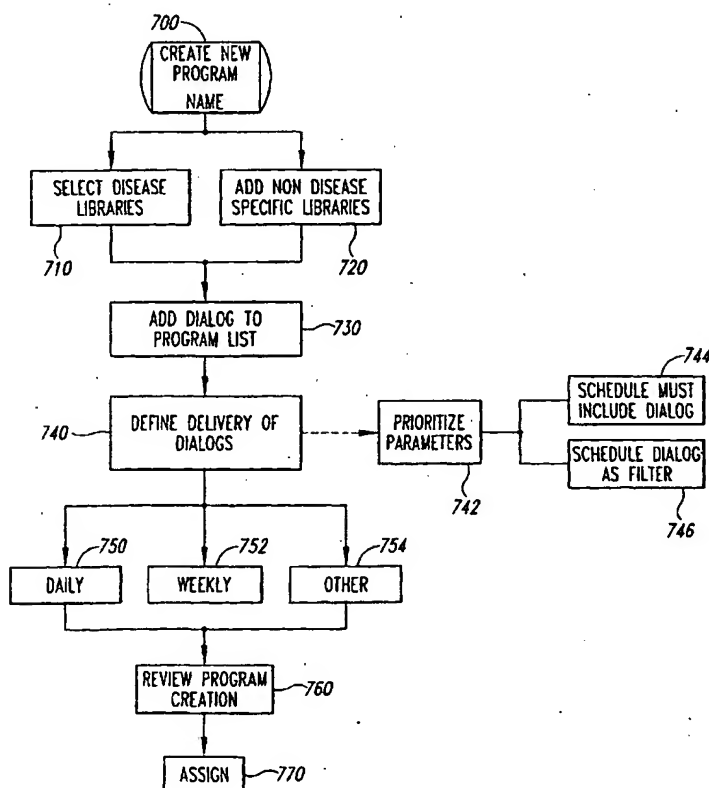 700
CREATE NEW
PROGRAM
NAME
SELECT DISEASE
LIBRARIES
710
ADD NON DISEASE
SPECIFIC LIBRARIES
720
ADD DIALOG TO
PROGRAM LIST
730
740
DEFINE DELIVERY OF
DIALOGS
PRIORITIZE
PARAMETERS
742
744
SCHEDULE MUST
INCLUDE DIALOG
SCHEDULE DIALOG
AS FILTER
746
750
DAILY
752
WEEKLY
754
OTHER
REVIEW PROGRAM
CREATION
760
ASSIGN
770